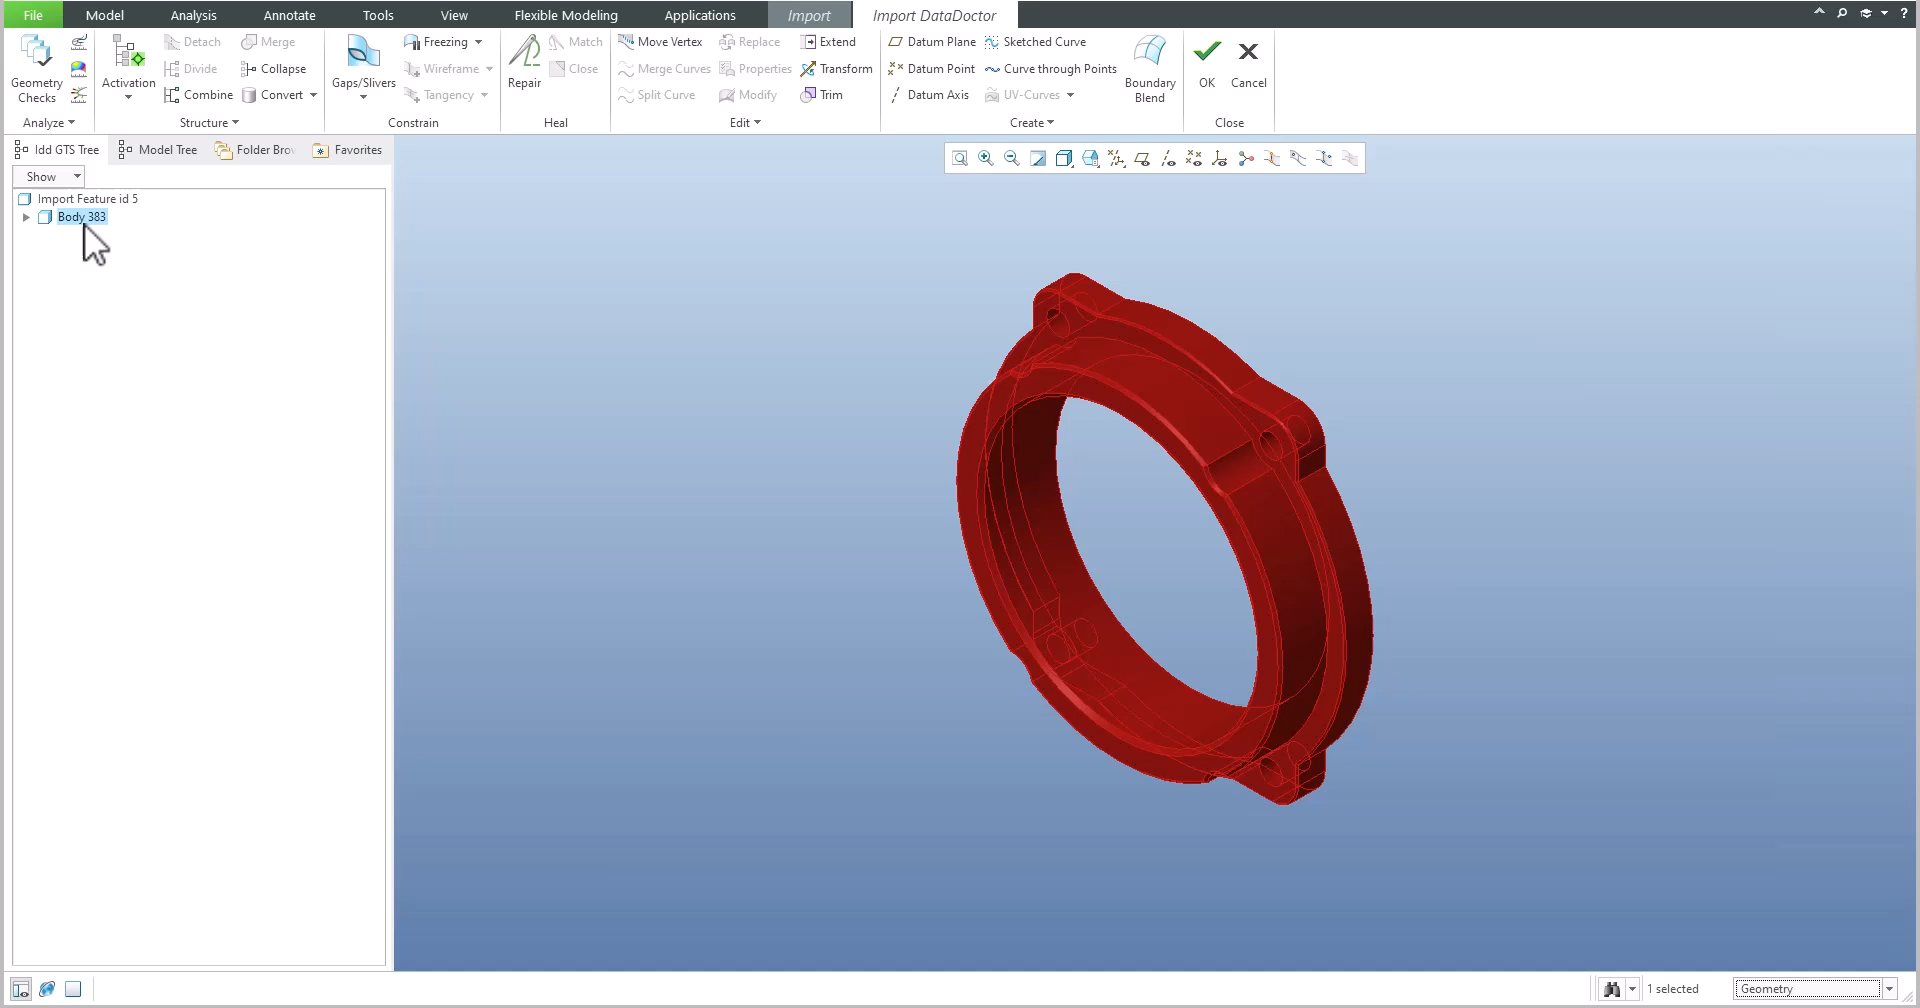 File Model Analysis Annotate Tools View Flexible Modeling Applications Import Import DataDoctor ?
Detach Merge Freezing Match Move Vertex Replace Extend Datum Plane Sketched Curve
Divide Collapse Wireframe Close Merge Curves Properties Transform Datum Point Curve through Points
Geometry Checks Activation Gaps/Slivers Repair Boundary Blend OK Cancel
Combine Convert Tangency Split Curve Modify Trim Datum Axis UV-Curves
Analyze Structure Constrain Heal Edit Create Close
Idd GTS Tree Model Tree Folder Bro Favorites
Show
Import Feature id 5
Body 383
1 selected Geometry